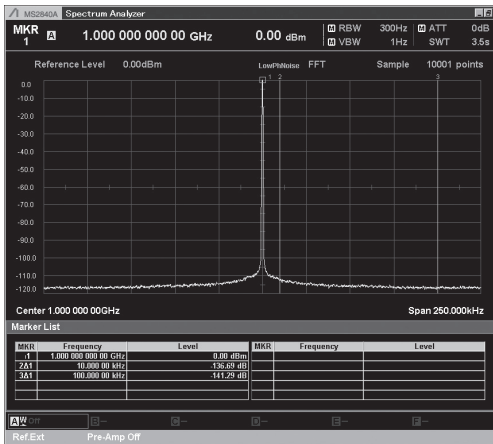 MS2840A Spectrum Analyzer
MKR 1 A 1.000 000 000 00 GHz 0.00 dBm
M RBW 300Hz M ATT 0dB
M VBW 1Hz SWT 3.5s
Reference Level 0.00dBm LowPhNoise FFT Sample 10001 points
1 2 3
0.0
-10.0
-20.0
-30.0
-40.0
-50.0
-60.0
-70.0
-80.0
-90.0
-100.0
-110.0
-120.0
Center 1.000 000 00GHz Span 250.000kHz
Marker List
MKR Frequency Level MKR Frequency Level
1 1.000 000 000 00 GHz 0.00 dBm
2Δ1 10.000 00 kHz -136.69 dB
3Δ1 100.000 00 kHz -141.29 dB
Off
Ref.Ext Pre-Amp Off